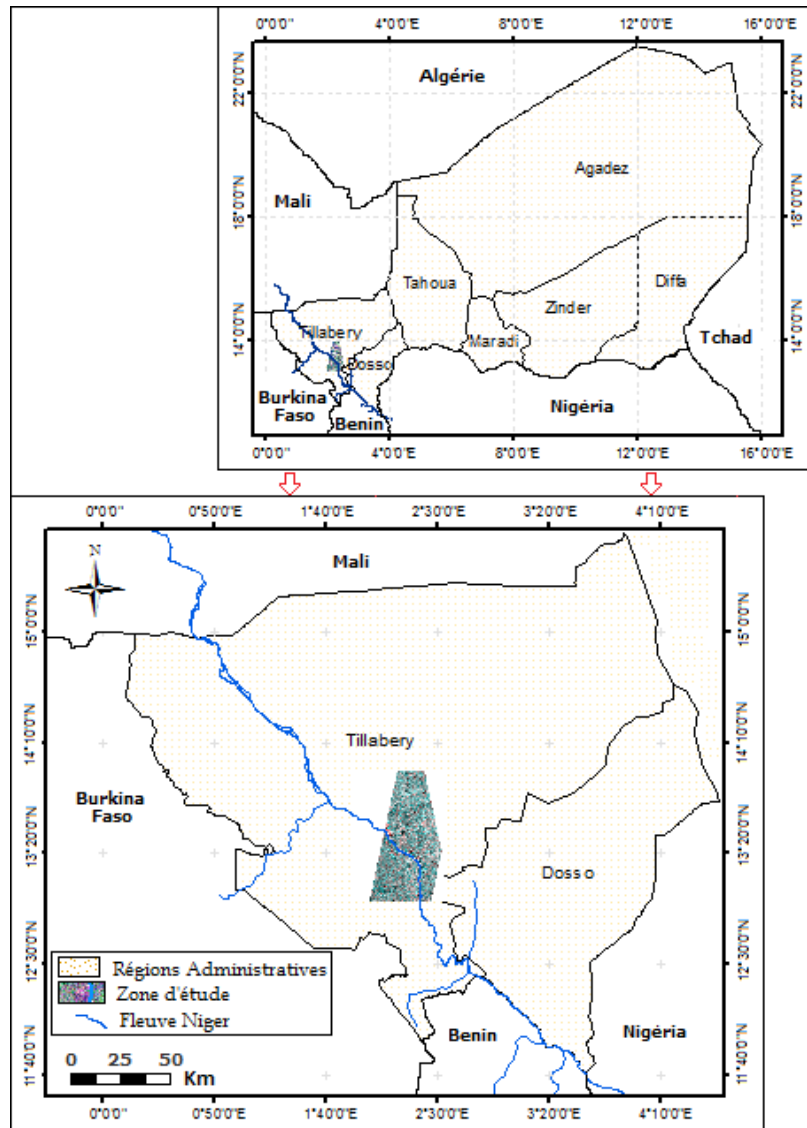 0°0'0" 4°0'0"E 8°0'0"E 12°0'0"E 16°0'0"E
Algérie
22°0'0"N 22°0'0"N
Agadez
Mali
18°0'0"N 18°0'0"N
Tahoua
Diffa
Zinder
Tillabery
Maradi
Tchad
14°0'0"N 14°0'0"N
Dosso
Burkina
Faso
Nigéria
Benin
0°0'0" 4°0'0"E 8°0'0"E 12°0'0"E 16°0'0"E
0°0'0" 0°50'0"E 1°40'0"E 2°30'0"E 3°20'0"E 4°10'0"E
N
Mali
15°0'0"N 15°0'0"N
Tillabery
14°10'0"N 14°10'0"N
Burkina
Faso
13°20'0"N 13°20'0"N
Dosso
12°30'0"N 12°30'0"N
Régions Administratives
Zone d'étude
Fleuve Niger
Benin
Nigéria
0 25 50
Km
11°40'0"N 11°40'0"N
0°0'0" 0°50'0"E 1°40'0"E 2°30'0"E 3°20'0"E 4°10'0"E